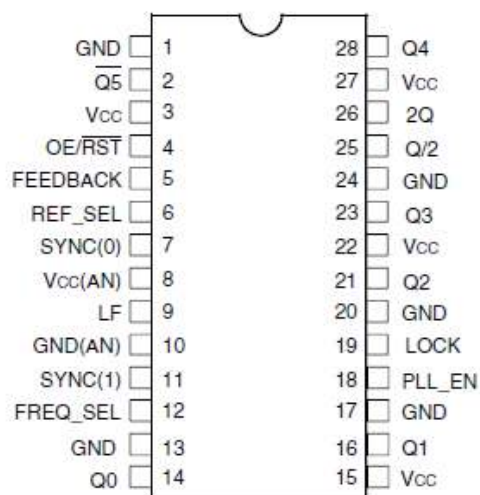 GND 1 28 Q4
Q5 2 27 Vcc
Vcc 3 26 2Q
OE/RST 4 25 Q/2
FEEDBACK 5 24 GND
REF_SEL 6 23 Q3
SYNC(0) 7 22 Vcc
Vcc(AN) 8 21 Q2
LF 9 20 GND
GND(AN) 10 19 LOCK
SYNC(1) 11 18 PLL_EN
FREQ_SEL 12 17 GND
GND 13 16 Q1
Q0 14 15 Vcc